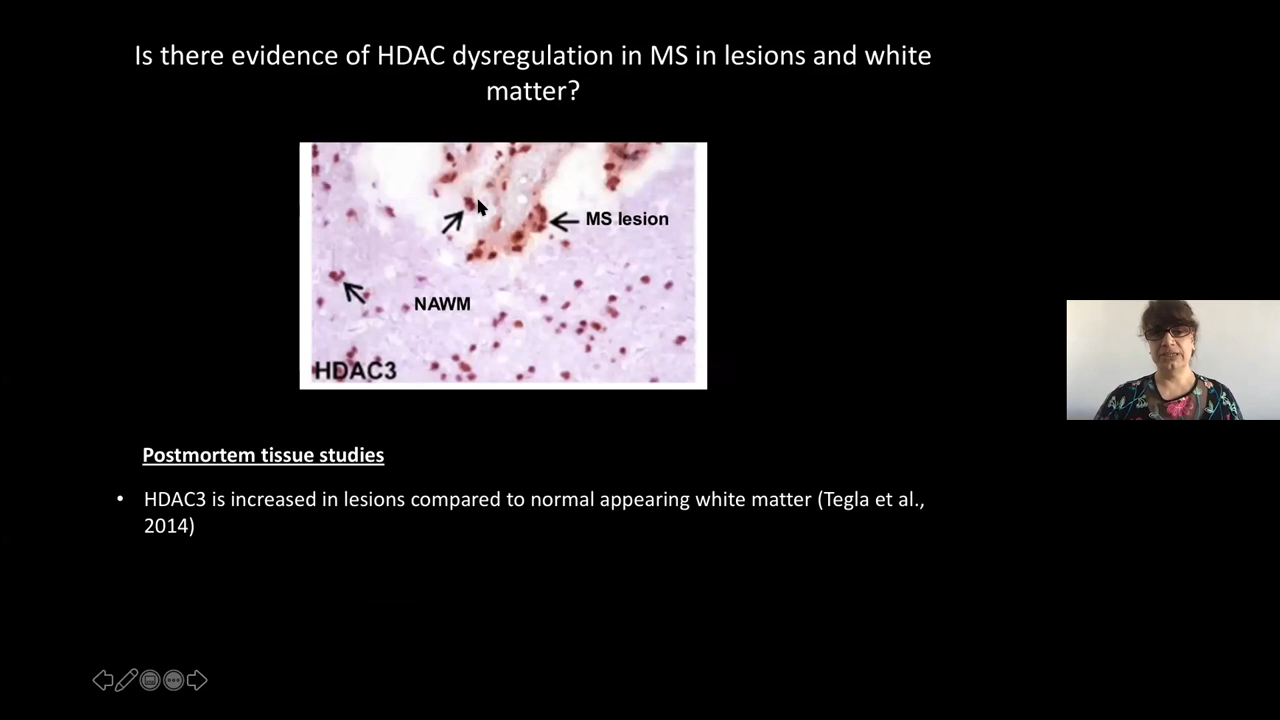 Is there evidence of HDAC dysregulation in MS in lesions and white
matter?
MS lesion
NAWM
HDAC3
Postmortem tissue studies
• HDAC3 is increased in lesions compared to normal appearing white matter (Tegla et al.,
2014)